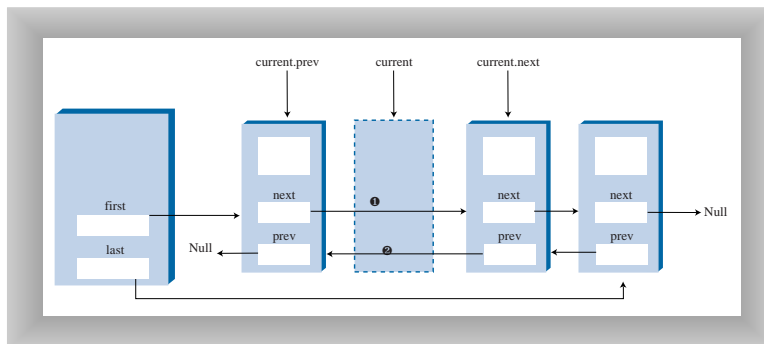 current.prev current current.next
first next ❶ next next Null
last Null prev ❷ prev prev